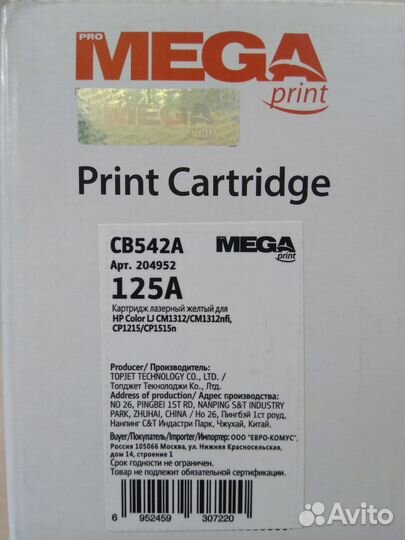 PRO MEGA
print
MEGA
print
Print Cartridge
CB542A
MEGA
print
Арт. 204952
125A
Картридж лазерный желтый для
HP Color LJ CM1312/CM1312nfi,
CP1215/CP1515n
Producer/ Производитель:
TOPJET TECHNOLOGY CO., LTD. /
Топджет Текнолоджи Ко., Лтд.
Address of production/ Адрес производства:
NO 26, PINGBEI 1ST RD, NANPING S&T INDUSTRY
PARK, ZHUHAI, CHINA / Но 26, Пингбэй 1ст роуд,
Нанпинг С&Т Индастри Парк, Чжухай, Китай.
Buyer/Покупатель/Importer/Импортер: ООО "ЕВРО-КОМУС".
Россия 105066 Москва, ул. Нижняя Красносельская,
дом 14, строение 1
Срок годности не ограничен.
Товар не подлежит обязательной сертификации.
6 952459 307220
Avito